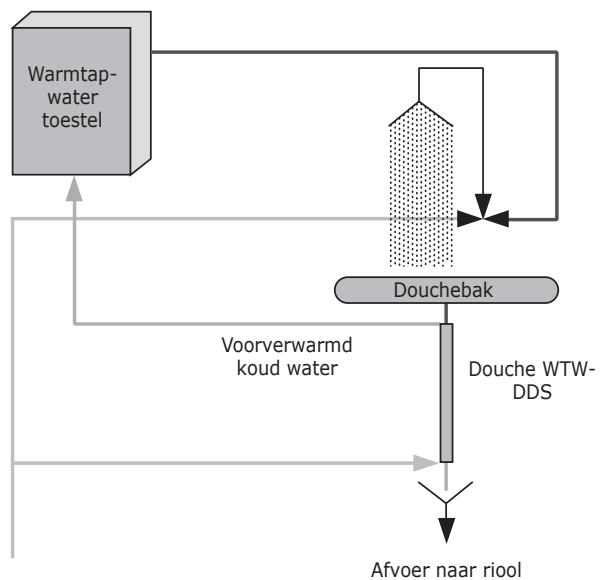 Warmtap-
water
toestel
Douchebak
Voorverwarmd
koud water
Douche WTW-
DDS
Afvoer naar riool